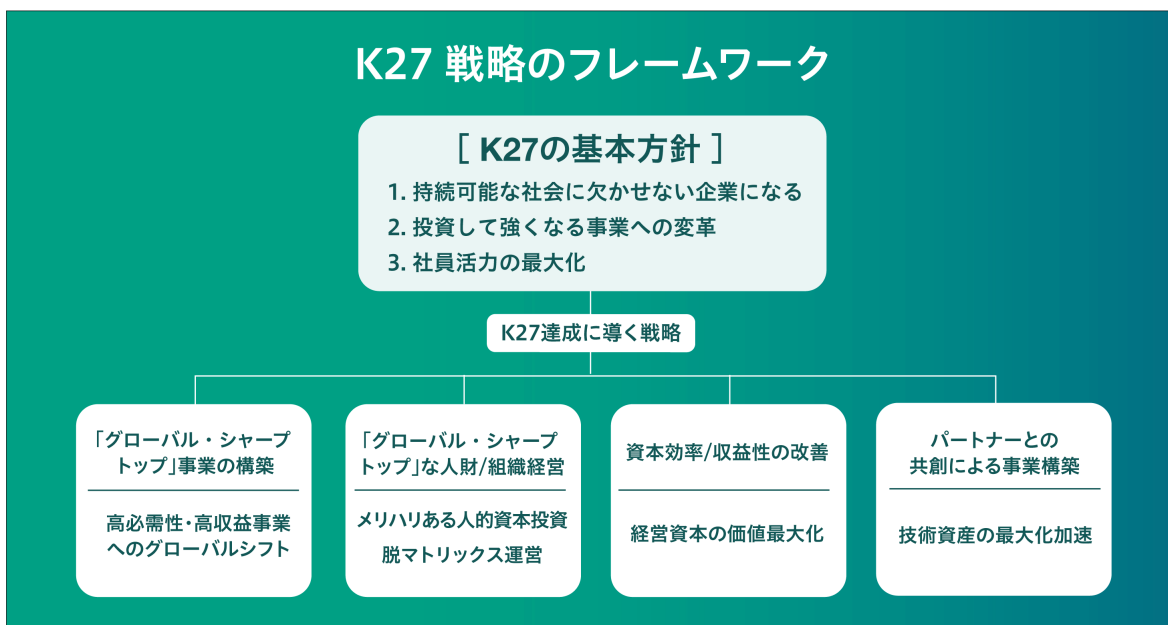 K27 戦略のフレームワーク
[ K27の基本方針 ]
1. 持続可能な社会に欠かせない企業になる
2. 投資して強くなる事業への変革
3. 社員活力の最大化
K27達成に導く戦略
「グローバル・シャープ
トップ」事業の構築
高必需性・高収益事業
へのグローバルシフト
「グローバル・シャープ
トップ」な人財/組織経営
メリハリある人的資本投資
脱マトリックス運営
資本効率/収益性の改善
経営資本の価値最大化
パートナーとの
共創による事業構築
技術資産の最大化加速